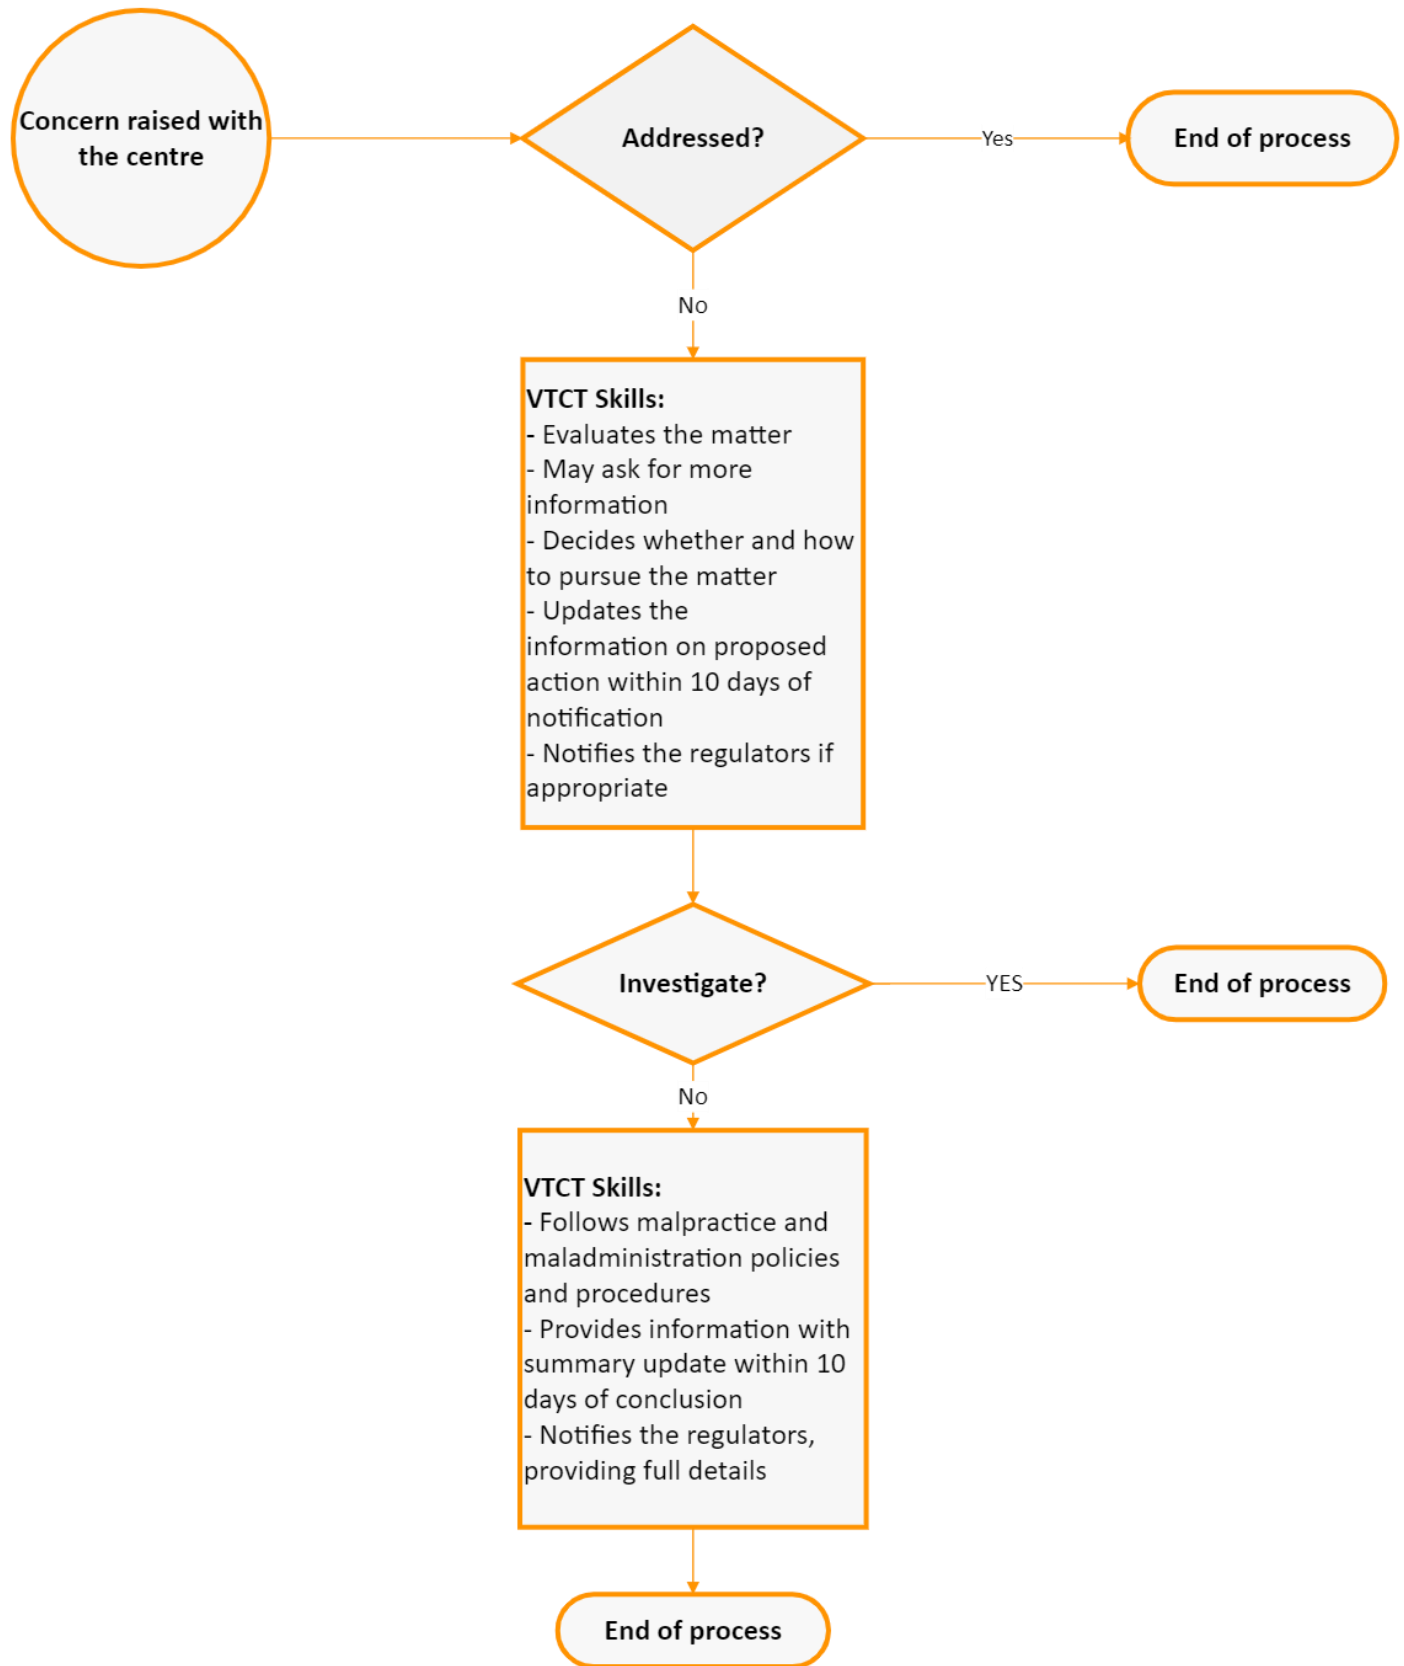 Concern raised with
the centre
Addressed?
Yes
End of process
No
VTCT Skills:
- Evaluates the matter
- May ask for more
information
- Decides whether and how
to pursue the matter
- Updates the
information on proposed
action within 10 days of
notification
- Notifies the regulators if
appropriate
Investigate?
YES
End of process
No
VTCT Skills:
- Follows malpractice and
maladministration policies
and procedures
- Provides information with
summary update within 10
days of conclusion
- Notifies the regulators,
providing full details
End of process